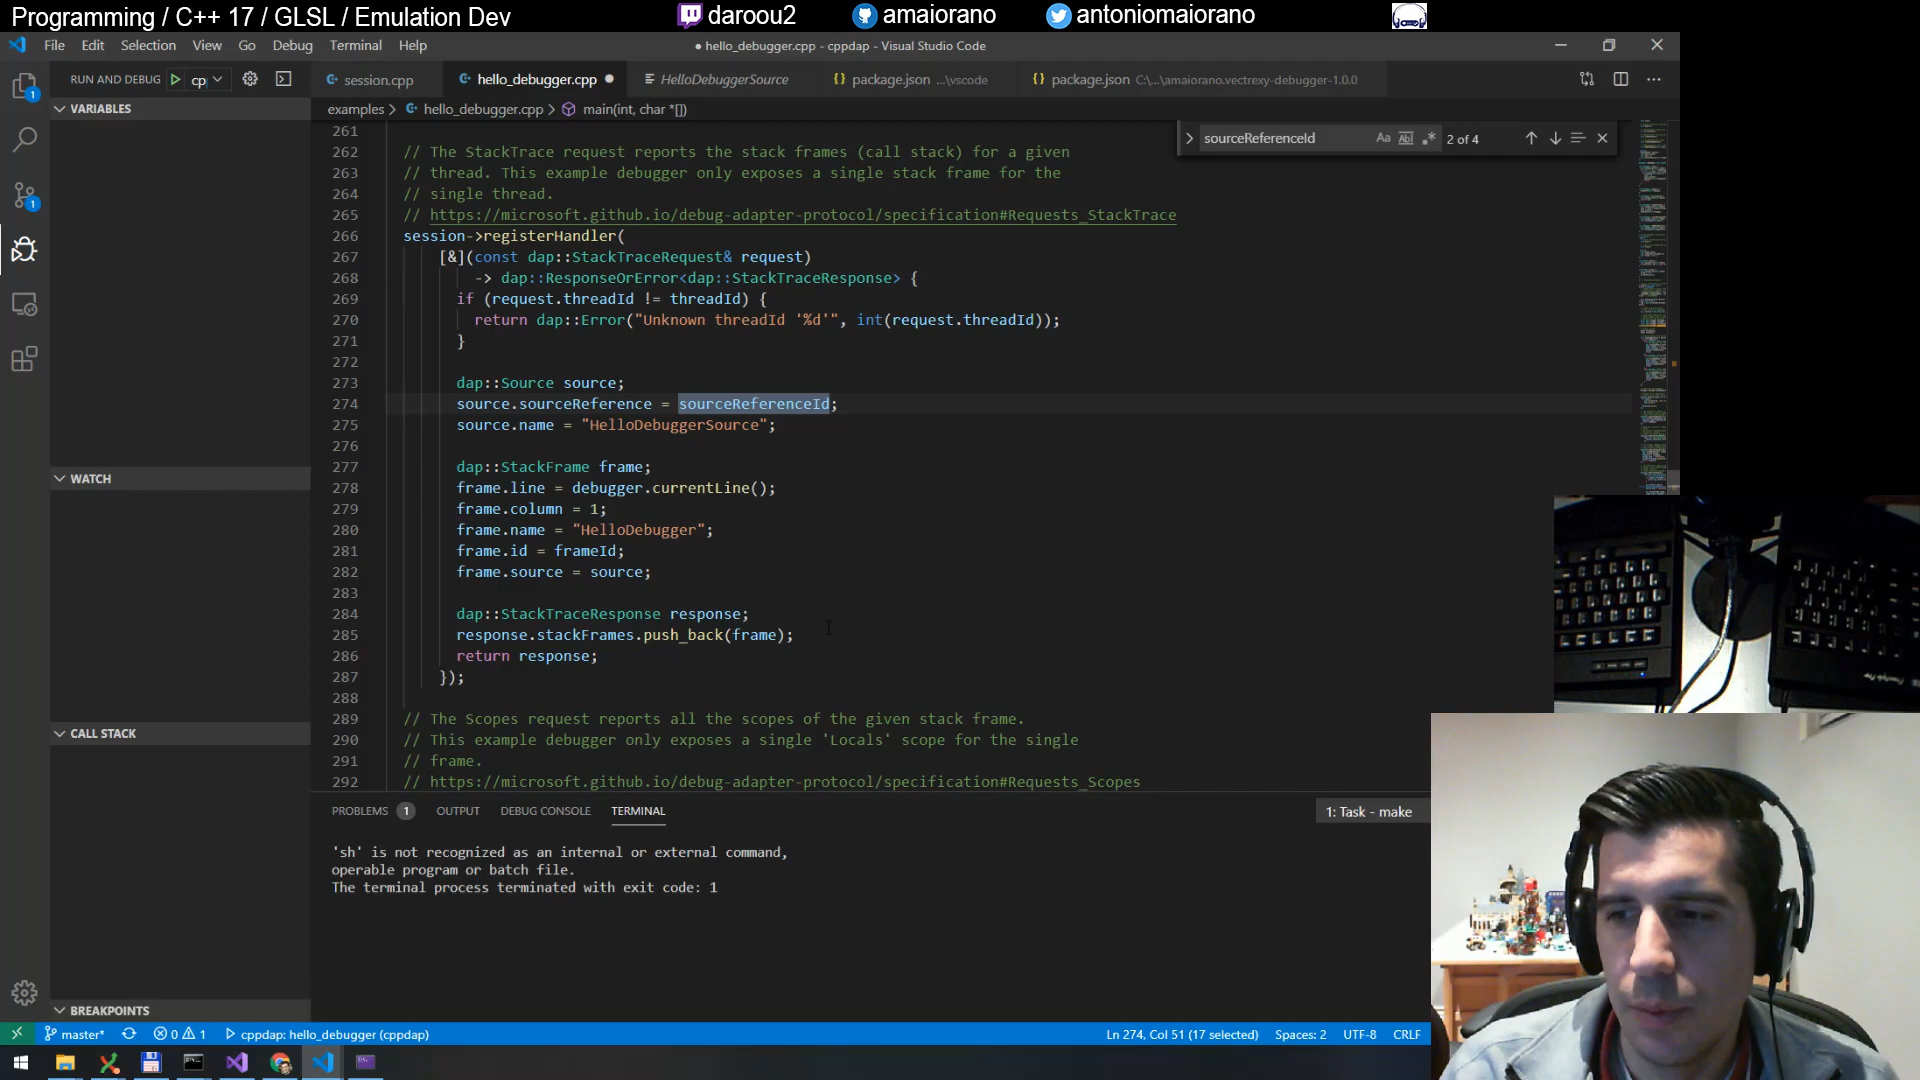 Programming / C++ 17 / GLSL / Emulation Dev
daroou2
amaiorano
antoniomaiorano
File Edit Selection View Go Debug Terminal Help
● hello_debugger.cpp - cppdap - Visual Studio Code
RUN AND DEBUG
cp
session.cpp
hello_debugger.cpp
HelloDebuggerSource
package.json ...\vscode
package.json C:\...\amaiorano.vectrexy-debugger-1.0.0
examples > hello_debugger.cpp > main(int, char *[])
sourceReferenceId
Aa
2 of 4
VARIABLES
WATCH
CALL STACK
BREAKPOINTS
1
1
261
262 // The StackTrace request reports the stack frames (call stack) for a given
263 // thread. This example debugger only exposes a single stack frame for the
264 // single thread.
265 // https://microsoft.github.io/debug-adapter-protocol/specification#Requests_StackTrace
266 session->registerHandler(
267 [&](const dap::StackTraceRequest& request)
268 -> dap::ResponseOrError<dap::StackTraceResponse> {
269 if (request.threadId != threadId) {
270 return dap::Error("Unknown threadId '%d'", int(request.threadId));
271 }
272
273 dap::Source source;
274 source.sourceReference = sourceReferenceId;
275 source.name = "HelloDebuggerSource";
276
277 dap::StackFrame frame;
278 frame.line = debugger.currentLine();
279 frame.column = 1;
280 frame.name = "HelloDebugger";
281 frame.id = frameId;
282 frame.source = source;
283
284 dap::StackTraceResponse response;
285 response.stackFrames.push_back(frame);
286 return response;
287 });
288
289 // The Scopes request reports all the scopes of the given stack frame.
290 // This example debugger only exposes a single 'Locals' scope for the single
291 // frame.
292 // https://microsoft.github.io/debug-adapter-protocol/specification#Requests_Scopes
PROBLEMS 1 OUTPUT DEBUG CONSOLE TERMINAL
1: Task - make
'sh' is not recognized as an internal or external command,
operable program or batch file.
The terminal process terminated with exit code: 1
master* 0 1 cppdap: hello_debugger (cppdap)
Ln 274, Col 51 (17 selected) Spaces: 2 UTF-8 CRLF